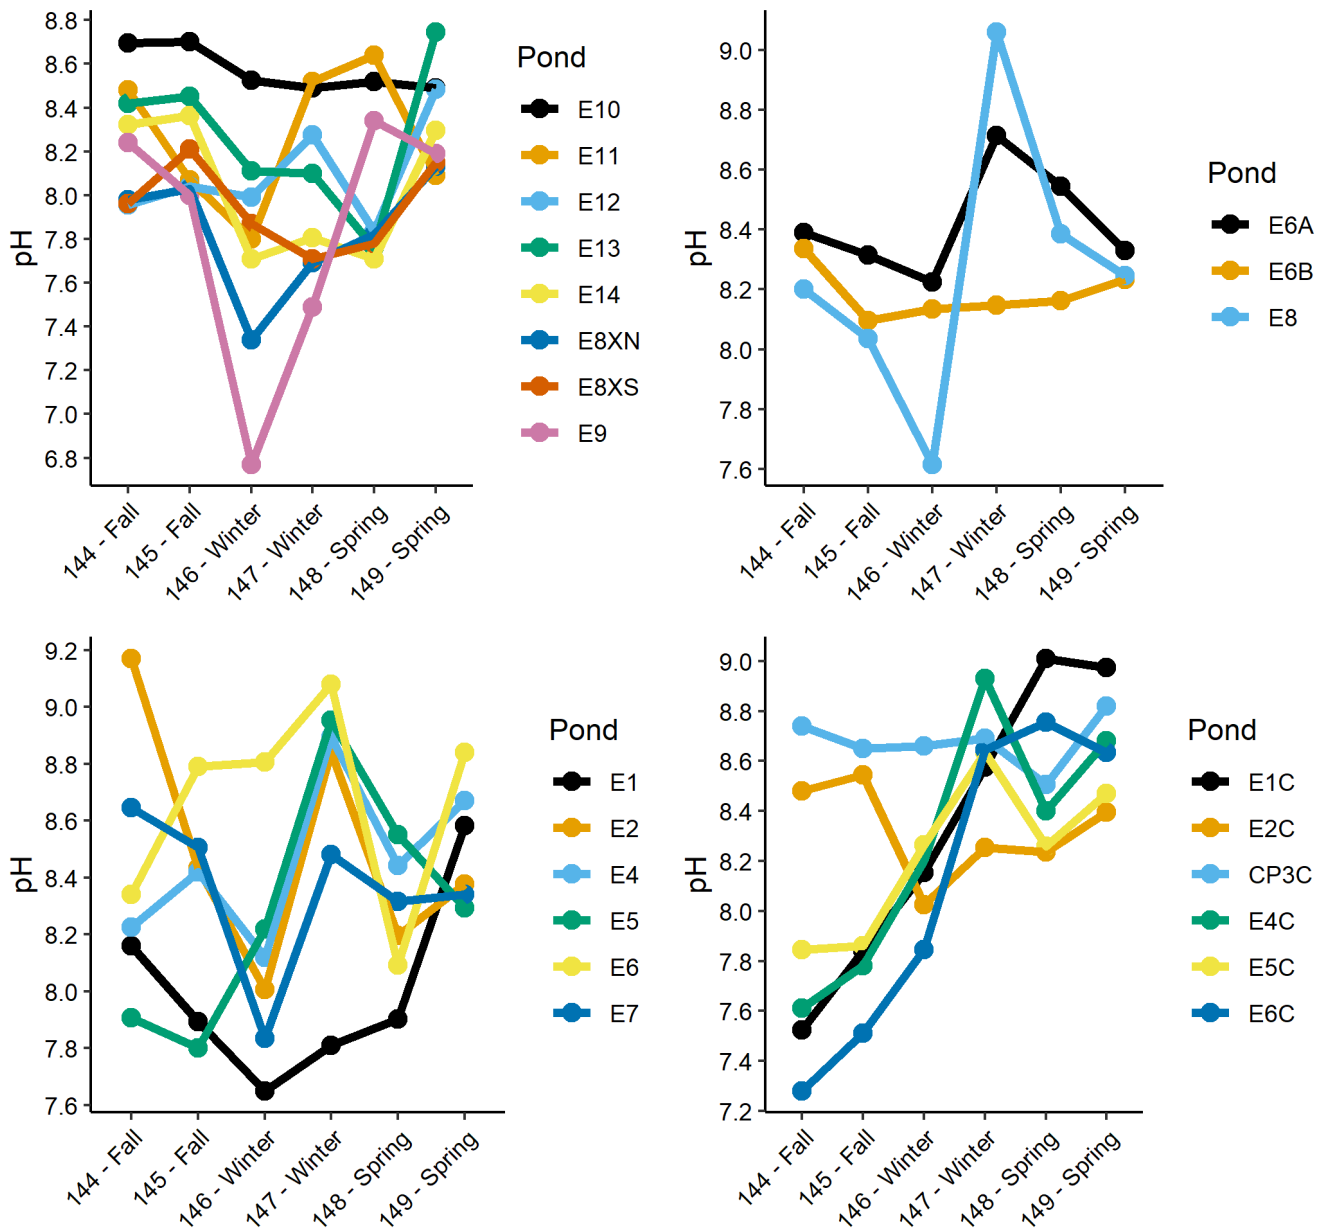 pH
8.8
8.6
8.4
8.2
8.0
7.8
7.6
7.4
7.2
7.0
6.8
144 - Fall
145 - Fall
146 - Winter
147 - Winter
148 - Spring
149 - Spring
Pond
E10
E11
E12
E13
E14
E8XN
E8XS
E9
pH
9.0
8.8
8.6
8.4
8.2
8.0
7.8
7.6
144 - Fall
145 - Fall
146 - Winter
147 - Winter
148 - Spring
149 - Spring
Pond
E6A
E6B
E8
pH
9.2
9.0
8.8
8.6
8.4
8.2
8.0
7.8
7.6
144 - Fall
145 - Fall
146 - Winter
147 - Winter
148 - Spring
149 - Spring
Pond
E1
E2
E4
E5
E6
E7
pH
9.0
8.8
8.6
8.4
8.2
8.0
7.8
7.6
7.4
7.2
144 - Fall
145 - Fall
146 - Winter
147 - Winter
148 - Spring
149 - Spring
Pond
E1C
E2C
CP3C
E4C
E5C
E6C